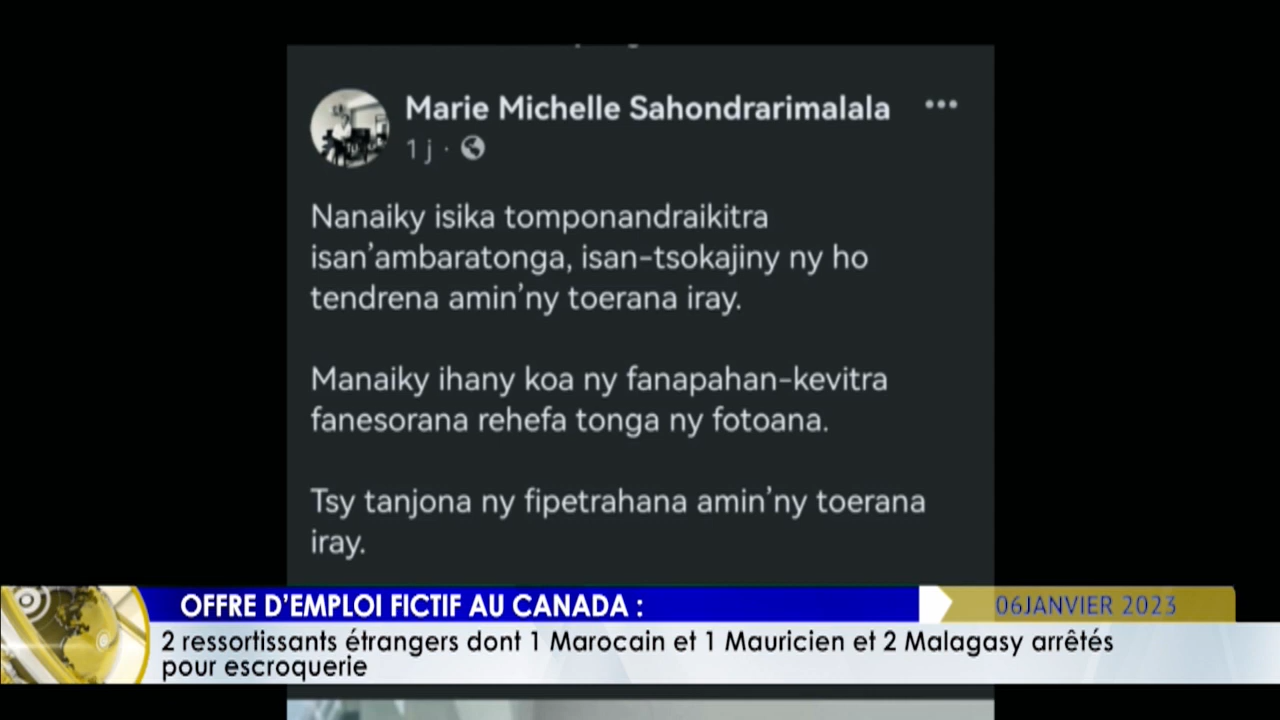 Marie Michelle Sahondrarimalala
1 j ·
Nanaiky isika tomponandraikitra
isan'ambaratonga, isan-tsokajiny ny ho
tendrena amin'ny toerana iray.
Manaiky ihany koa ny fanapahan-kevitra
fanesorana rehefa tonga ny fotoana.
Tsy tanjona ny fipetrahana amin'ny toerana
iray.
OFFRE D'EMPLOI FICTIF AU CANADA :
06JANVIER 2023
2 ressortissants étrangers dont 1 Marocain et 1 Mauricien et 2 Malagasy arrêtés
pour escroquerie